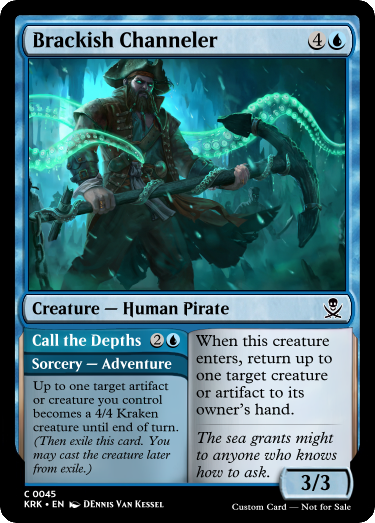 Brackish Channeler 4
Creature — Human Pirate
Call the Depths 2
Sorcery — Adventure
Up to one target artifact
or creature you control
becomes a 4/4 Kraken
creature until end of turn.
(Then exile this card. You
may cast the creature later
from exile.)
When this creature
enters, return up to
one target creature
or artifact to its
owner's hand.
The sea grants might
to anyone who knows
how to ask.
3/3
C 0045
KRK • EN DENNIS VAN KESSEL
Custom Card — Not for Sale